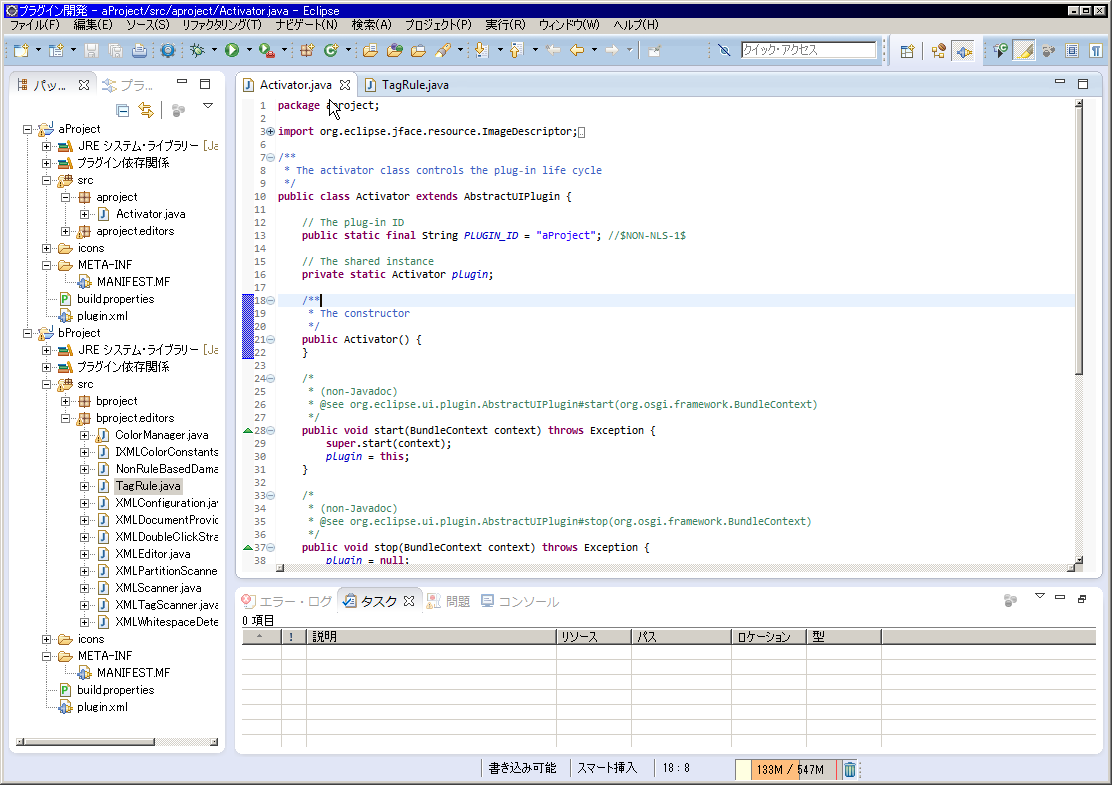 プラグイン開発 - aProject/src/aproject/Activator.java - Eclipse
ファイル(F) 編集(E) ソース(S) リファクタリング(T) ナビゲート(N) 検索(A) プロジェクト(P) 実行(R) ウィンドウ(W) ヘルプ(H)
クイック・アクセス
パッ... プラ...
aProject
JRE システム・ライブラリー [Ja
プラグイン依存関係
src
aproject
Activator.java
aproject.editors
icons
META-INF
MANIFEST.MF
build.properties
plugin.xml
bProject
JRE システム・ライブラリー [Ja
プラグイン依存関係
src
bproject
bproject.editors
ColorManager.java
IXMLColorConstants
NonRuleBasedDama
TagRule.java
XMLConfiguration.jav
XMLDocumentProvid
XMLDoubleClickStra
XMLEditor.java
XMLPartitionScanne
XMLScanner.java
XMLTagScanner.java
XMLWhitespaceDete
icons
META-INF
MANIFEST.MF
build.properties
plugin.xml
Activator.java TagRule.java
1 package aproject;
2
3 import org.eclipse.jface.resource.ImageDescriptor;
6
7 /**
8 * The activator class controls the plug-in life cycle
9 */
10 public class Activator extends AbstractUIPlugin {
11
12 // The plug-in ID
13 public static final String PLUGIN_ID = "aProject"; //$NON-NLS-1$
14
15 // The shared instance
16 private static Activator plugin;
17
18 /**
19 * The constructor
20 */
21 public Activator() {
22 }
23
24 /*
25 * (non-Javadoc)
26 * @see org.eclipse.ui.plugin.AbstractUIPlugin#start(org.osgi.framework.BundleContext)
27 */
28 public void start(BundleContext context) throws Exception {
29 super.start(context);
30 plugin = this;
31 }
32
33 /*
34 * (non-Javadoc)
35 * @see org.eclipse.ui.plugin.AbstractUIPlugin#stop(org.osgi.framework.BundleContext)
36 */
37 public void stop(BundleContext context) throws Exception {
38 plugin = null;
エラー・ログ タスク 問題 コンソール
0 項目
! 説明 リソース パス ロケーション 型
書き込み可能 スマート挿入 18 : 8 133M / 547M